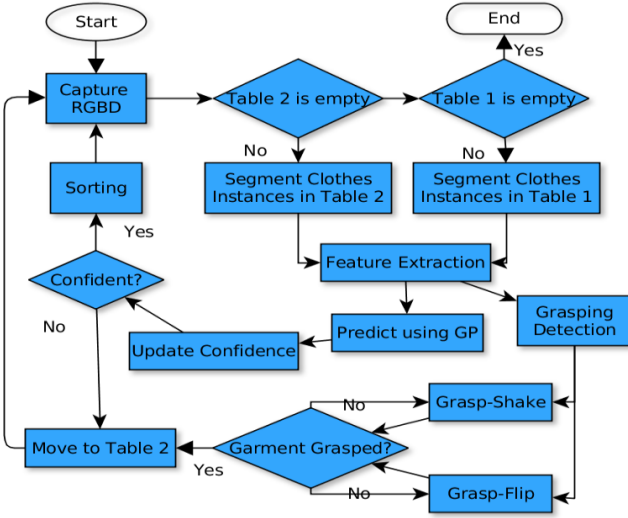 Start
End
Yes
Capture
RGBD
Table 2 is empty
Table 1 is empty
No
No
Sorting
Segment Clothes
Instances in Table 2
Segment Clothes
Instances in Table 1
Yes
Confident?
Feature Extraction
No
Predict using GP
Grasping
Detection
Update Confidence
No
Grasp-Shake
Move to Table 2
Garment Grasped?
Yes
No
Grasp-Flip